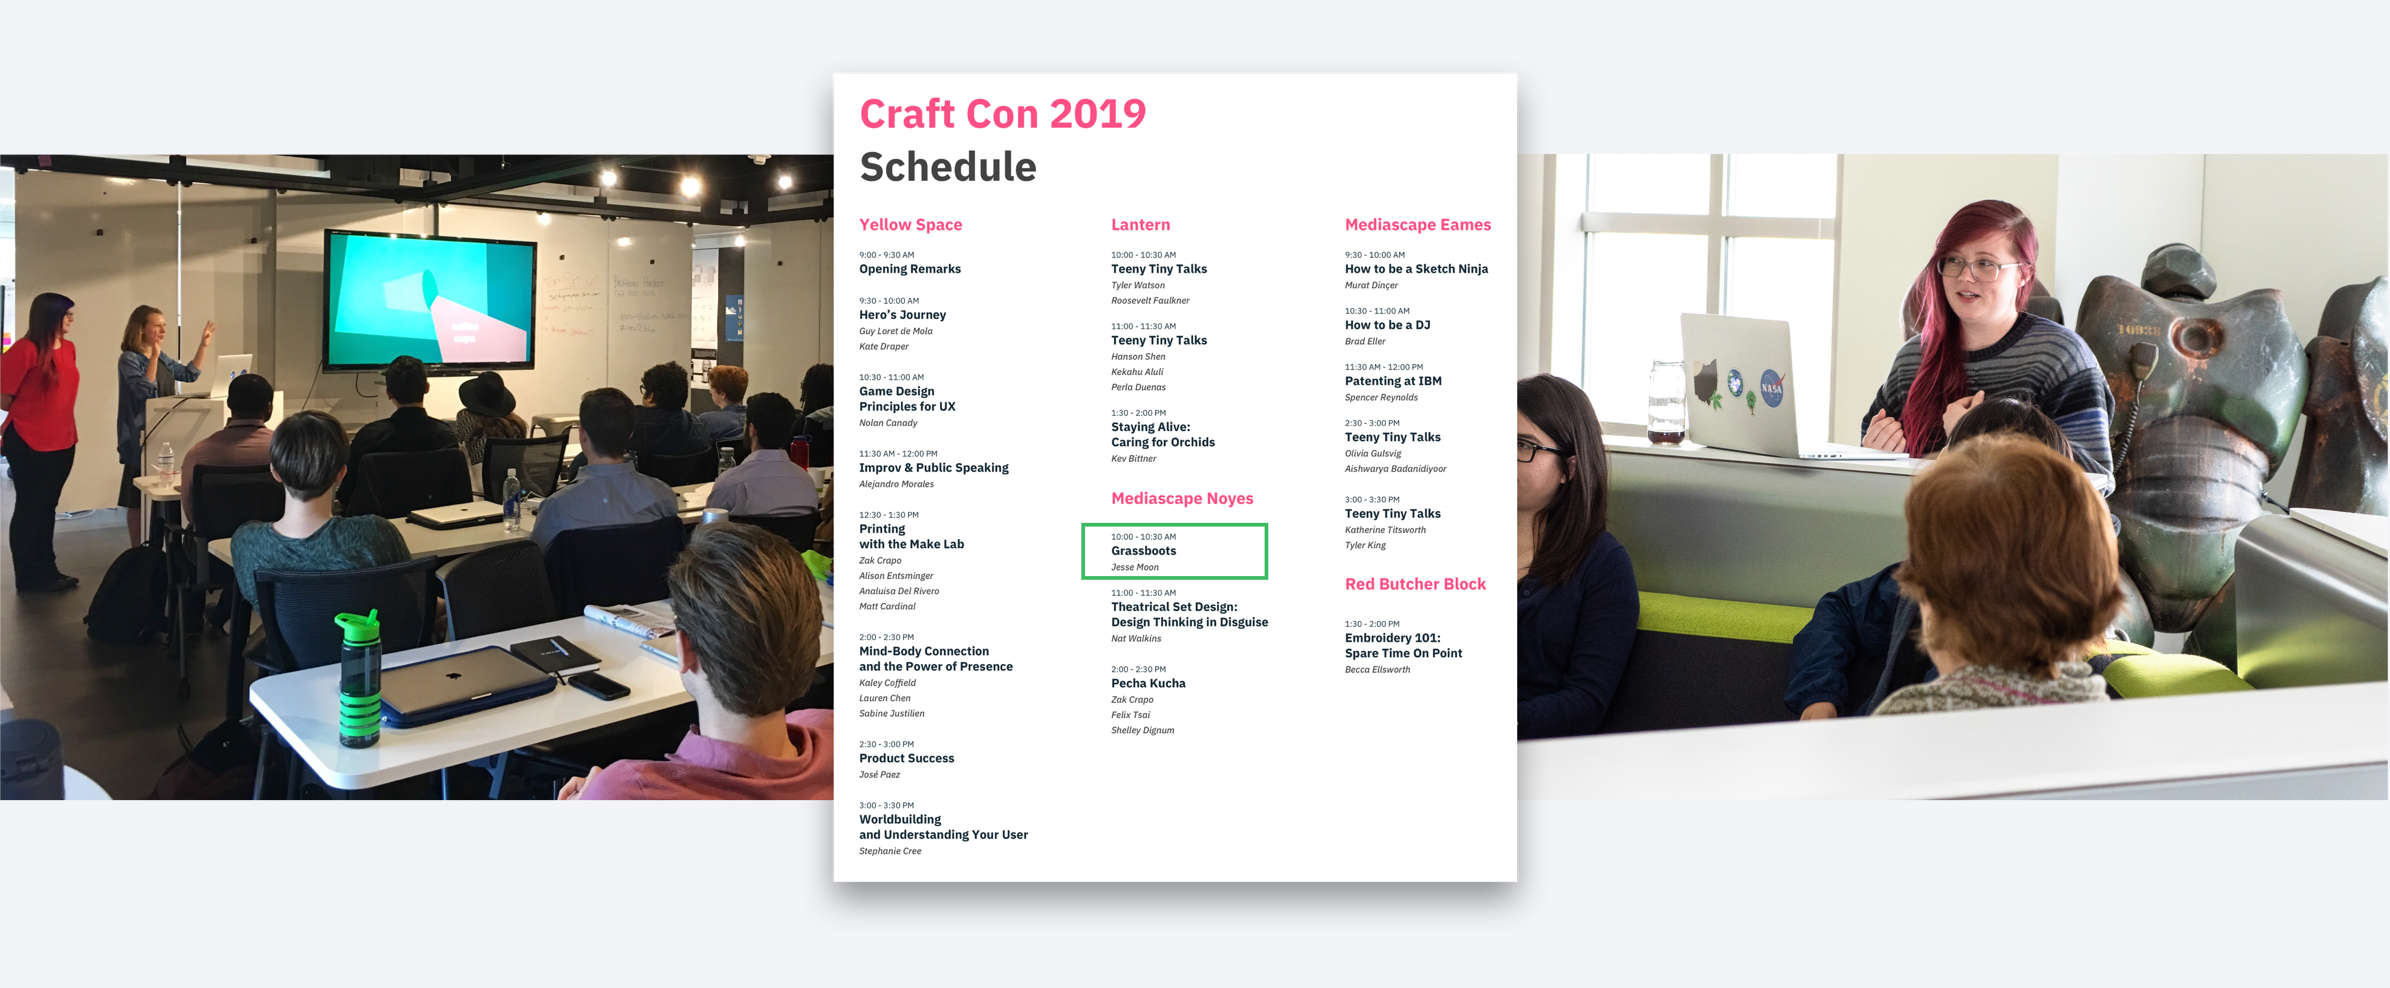 Craft Con 2019
Schedule
Yellow Space
9:00 - 9:30 AM
Opening Remarks
9:30 - 10:00 AM
Hero’s Journey
Guy Loret de Mola
Kate Draper
10:30 - 11:00 AM
Game Design
Principles for UX
Nolan Canady
11:30 AM - 12:00 PM
Improv & Public Speaking
Alejandro Morales
12:30 - 1:30 PM
Printing
with the Make Lab
Zak Crapo
Alison Entsminger
Analuisa Del Rivero
Matt Cardinal
2:00 - 2:30 PM
Mind-Body Connection
and the Power of Presence
Kaley Coffield
Lauren Chen
Sabine Justilien
2:30 - 3:00 PM
Product Success
José Paez
3:00 - 3:30 PM
Worldbuilding
and Understanding Your User
Stephanie Cree
Lantern
10:00 - 10:30 AM
Teeny Tiny Talks
Tyler Watson
Roosevelt Faulkner
11:00 - 11:30 AM
Teeny Tiny Talks
Hanson Shen
Kekahu Aluli
Perla Duenas
1:30 - 2:00 PM
Staying Alive:
Caring for Orchids
Kev Bittner
Mediascape Noyes
10:00 - 10:30 AM
Grassboots
Jesse Moon
11:00 - 11:30 AM
Theatrical Set Design:
Design Thinking in Disguise
Nat Walkins
2:00 - 2:30 PM
Pecha Kucha
Zak Crapo
Felix Tsai
Shelley Dignum
Mediascape Eames
9:30 - 10:00 AM
How to be a Sketch Ninja
Murat Dinçer
10:30 - 11:00 AM
How to be a DJ
Brad Eller
11:30 AM - 12:00 PM
Patenting at IBM
Spencer Reynolds
2:30 - 3:00 PM
Teeny Tiny Talks
Olivia Gulsvig
Aishwarya Badanidiyoor
3:00 - 3:30 PM
Teeny Tiny Talks
Katherine Titsworth
Tyler King
Red Butcher Block
1:30 - 2:00 PM
Embroidery 101:
Spare Time On Point
Becca Ellsworth
NASA
10938